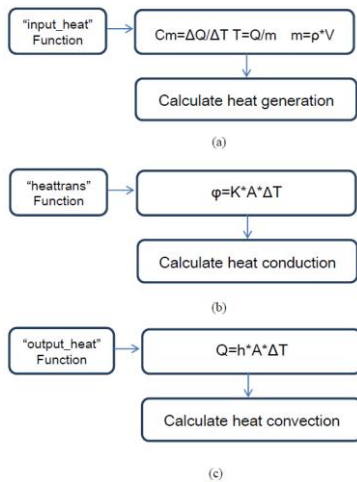 “input_heat”
Function
Cm=ΔQ/ΔT T=Q/m m=ρ*V
Calculate heat generation
(a)
“heattrans”
Function
φ=K*A*ΔT
Calculate heat conduction
(b)
“output_heat”
Function
Q=h*A*ΔT
Calculate heat convection
(c)